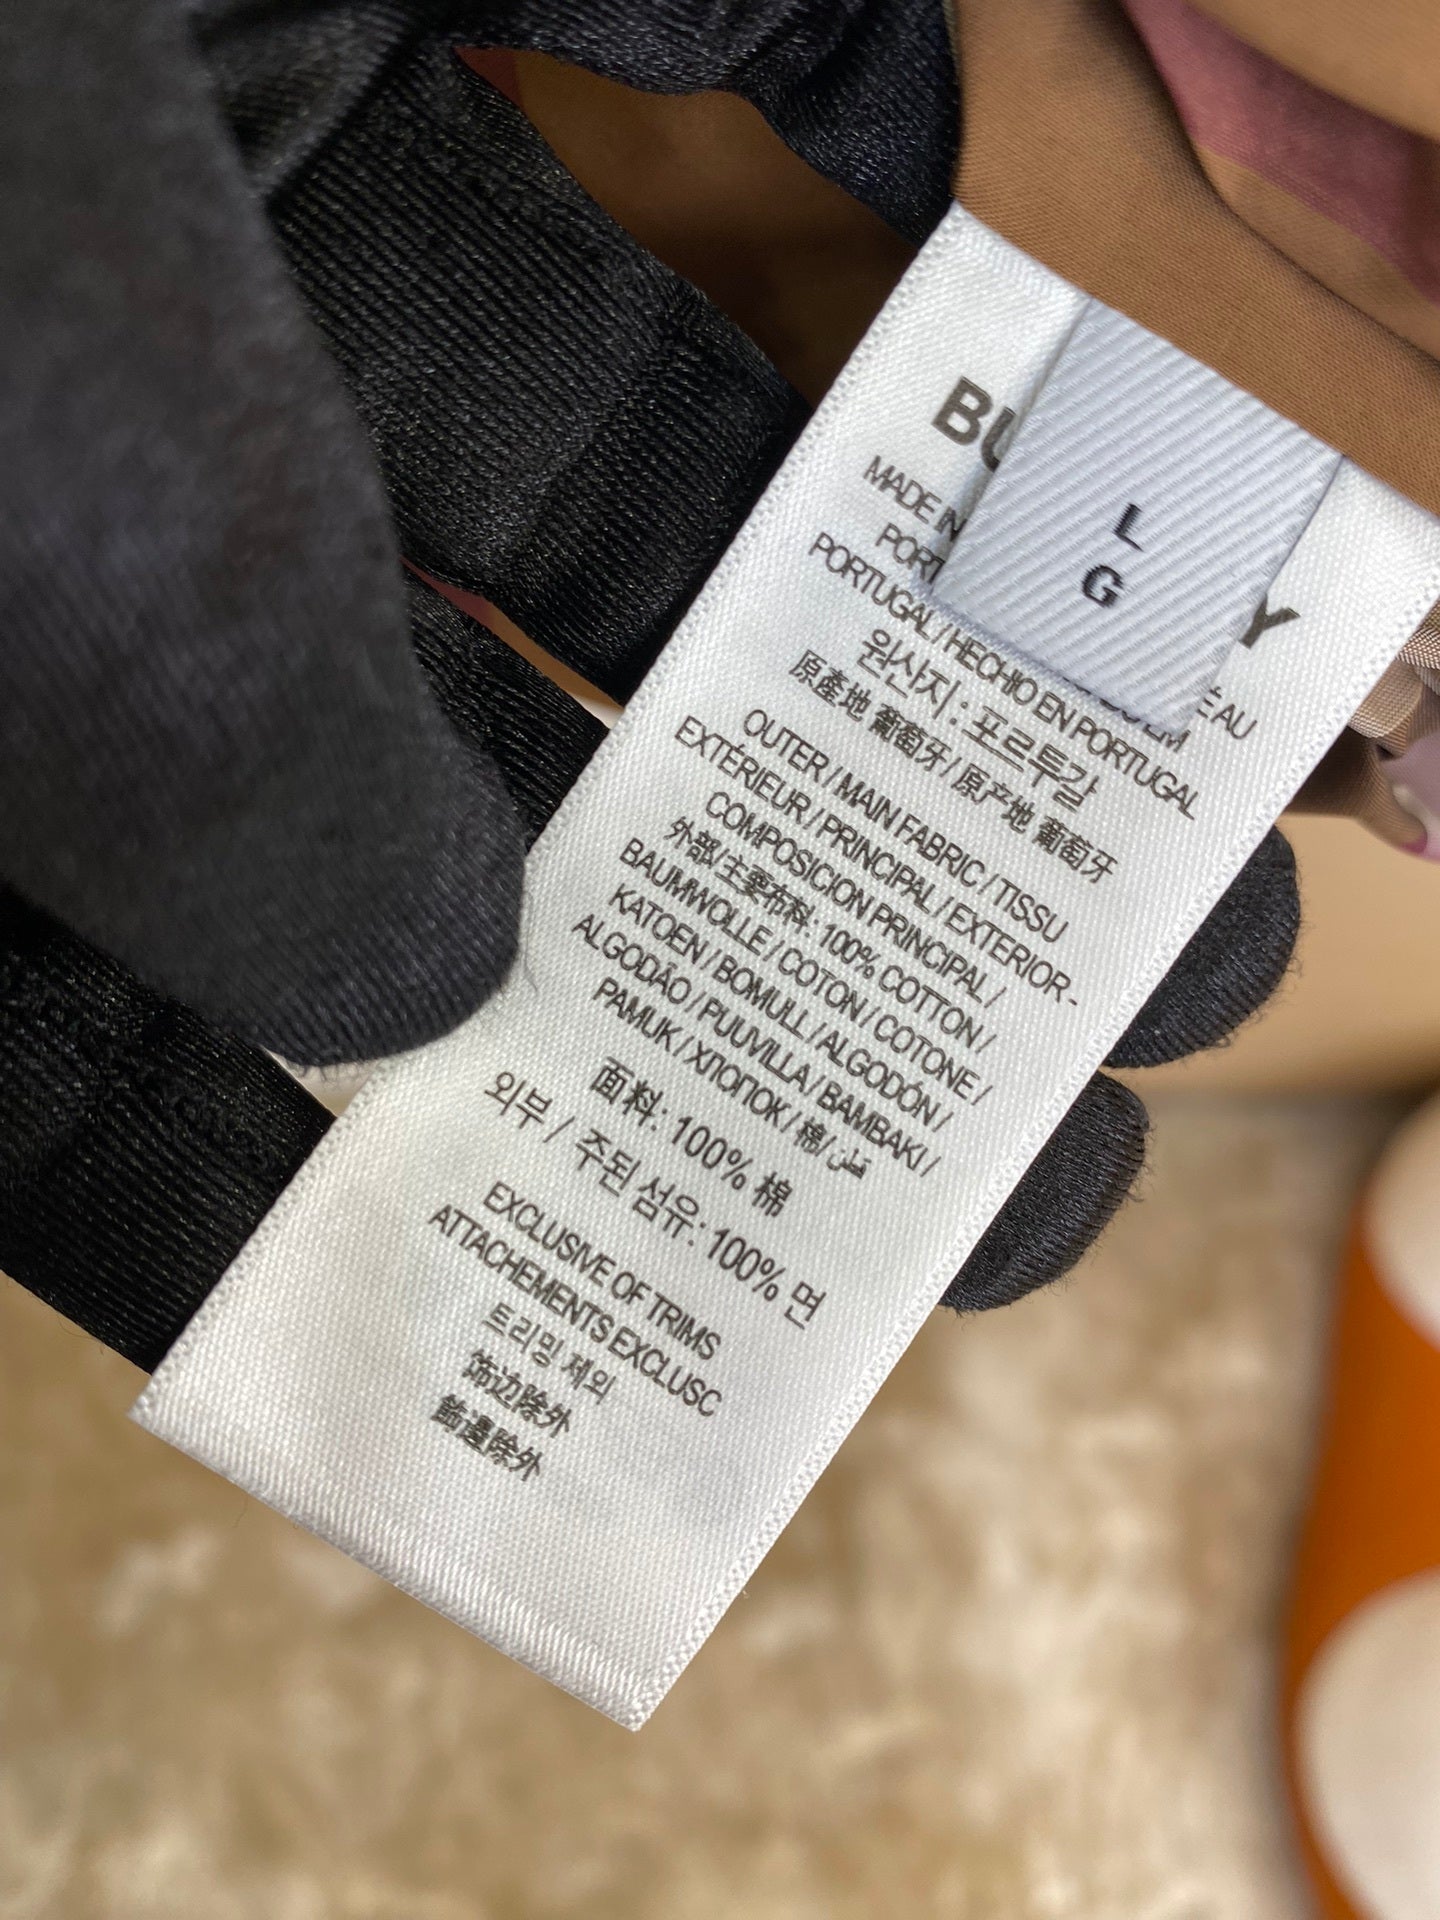 L
G
MADE IN
PORTUGAL / HECHO EN PORTUGAL
원산지 : 포르투갈
原產地 葡萄牙 / 原产地 葡萄牙
OUTER / MAIN FABRIC / TISSU
EXTÉRIEUR / PRINCIPAL / EXTERIOR -
COMPOSICION PRINCIPAL /
外部/主要布料: 100% COTTON /
BAUMWOLLE / COTON / COTONE /
KATOEN / BOMULL / ALGODÓN /
ALGODÃO / PUUVILLA / BAMBAKI /
PAMUK / ХЛОПОК / 棉/
面料: 100% 棉
외부 / 주된 섬유: 100% 면
EXCLUSIVE OF TRIMS
ATTACHEMENTS EXCLUSC
트리밍 제외
饰边除外
飾邊除外